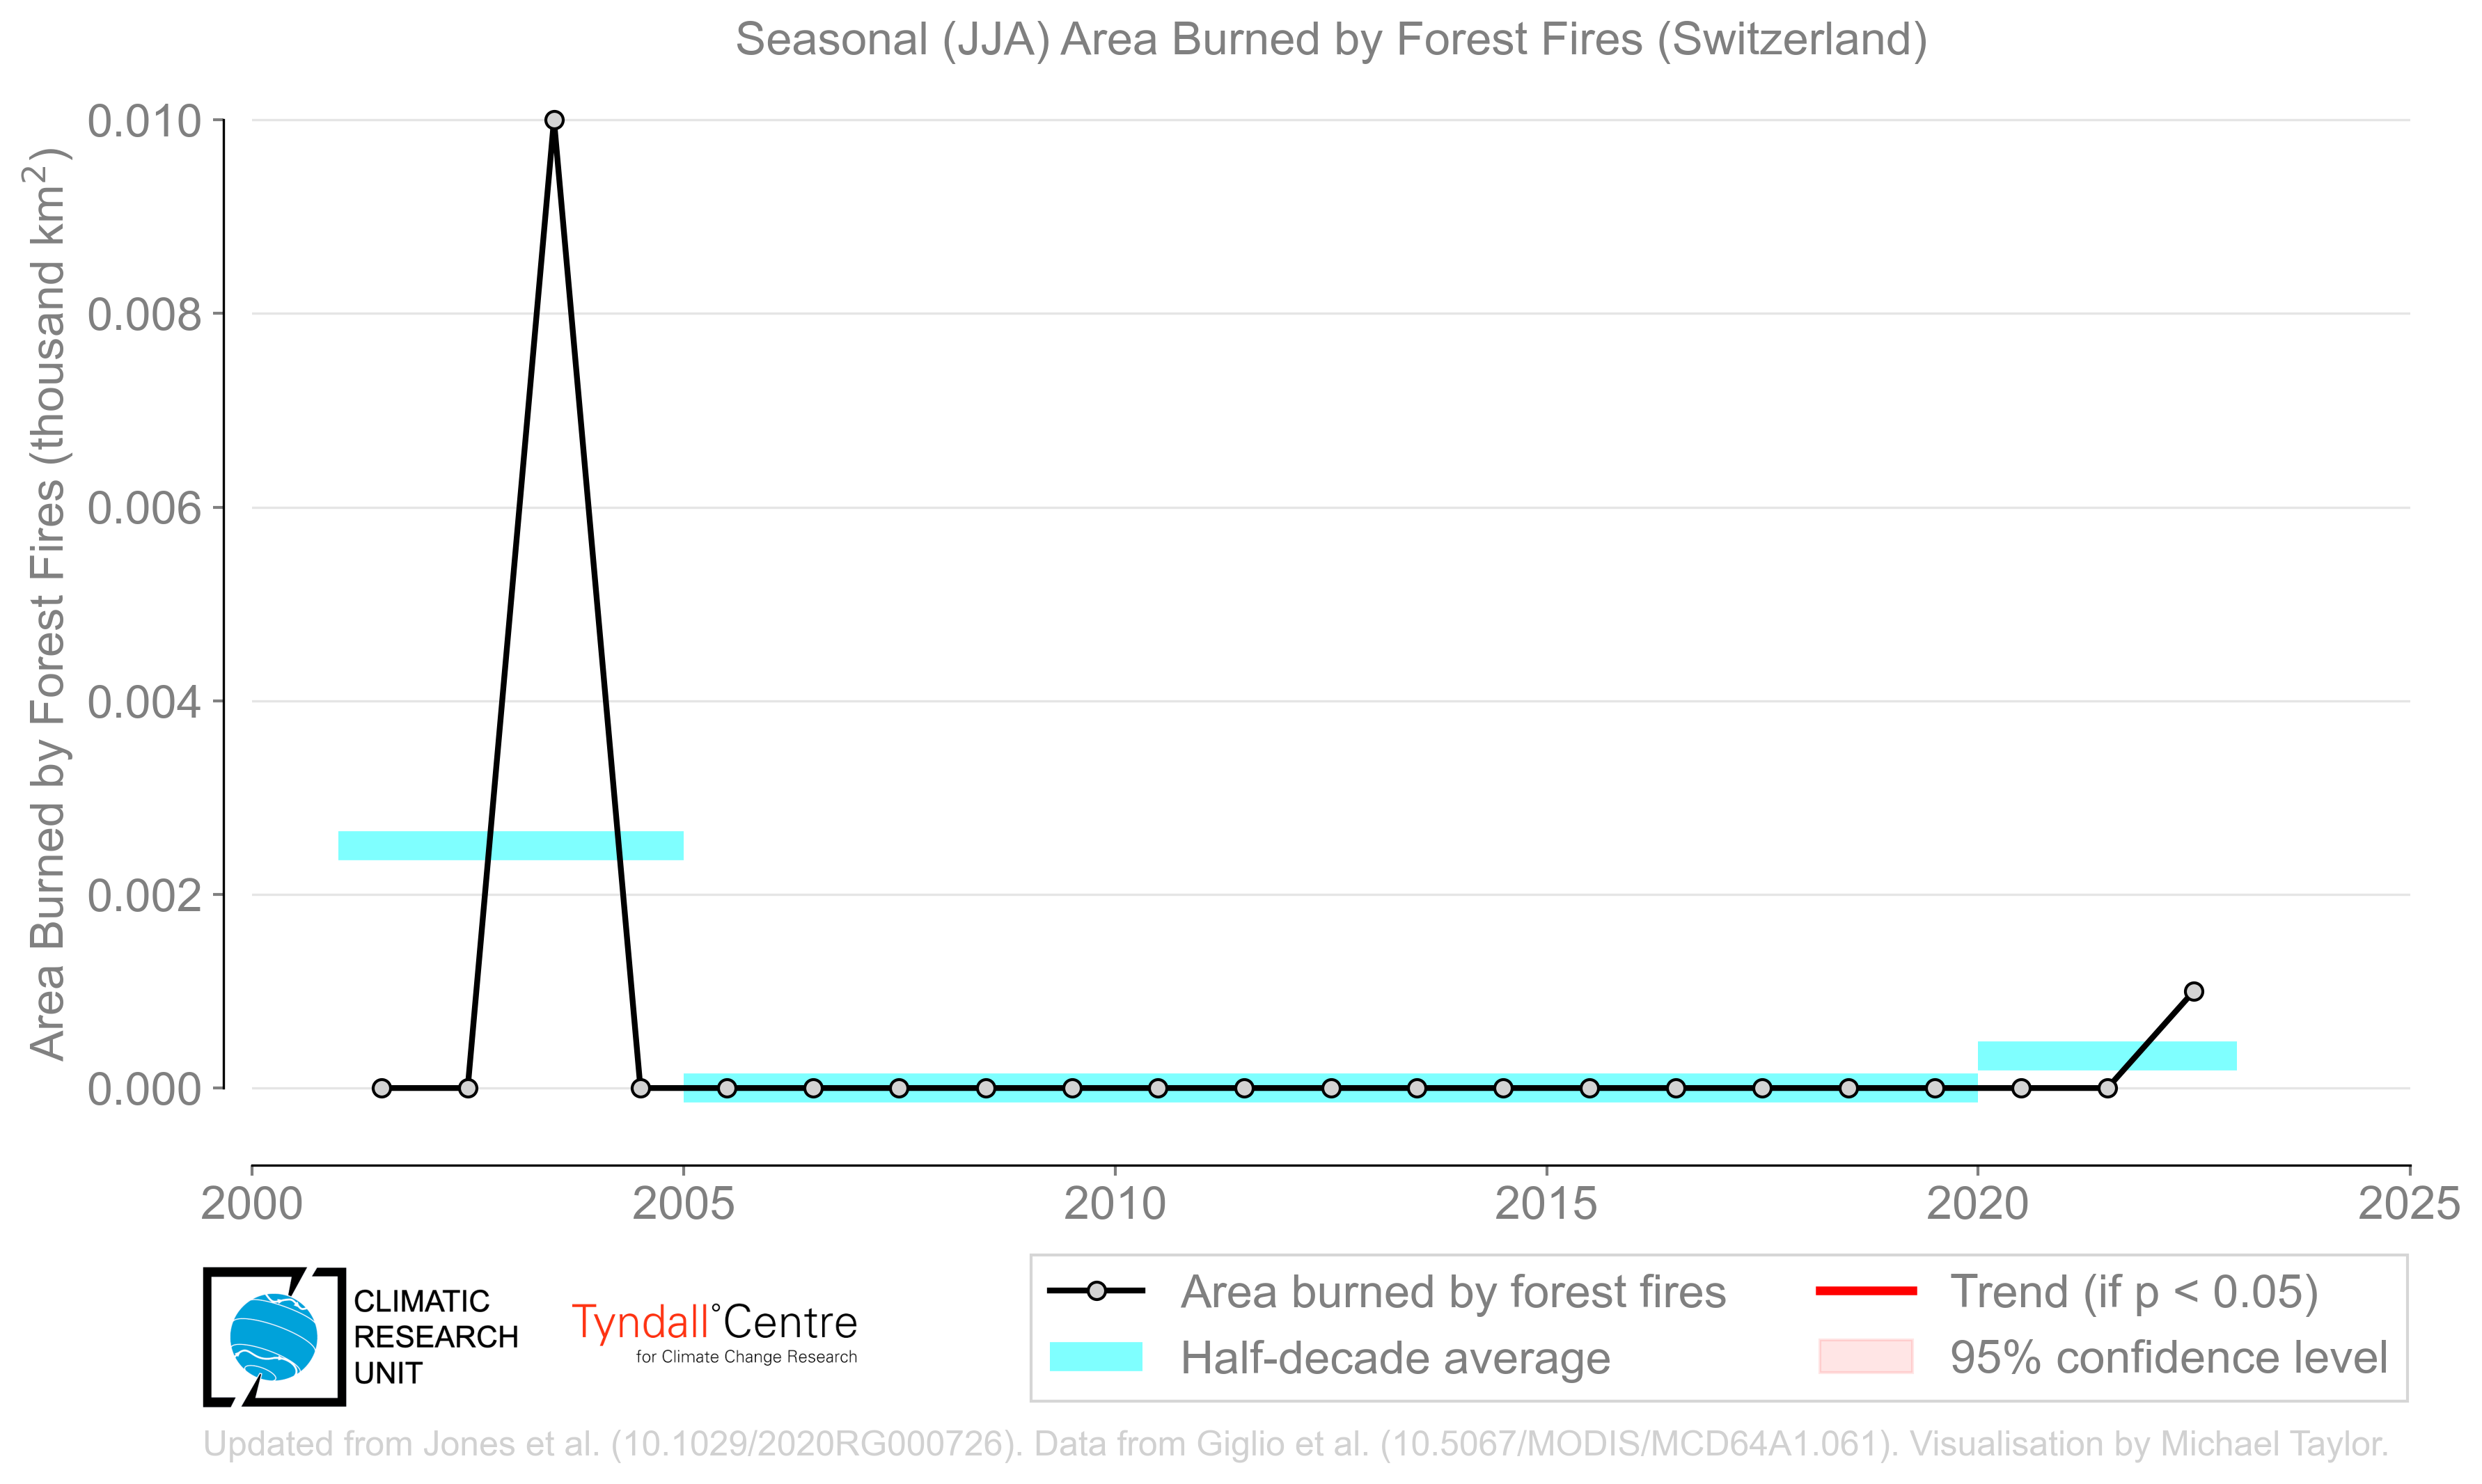 Seasonal (JJA) Area Burned by Forest Fires (Switzerland)
Area Burned by Forest Fires (thousand km²)
0.010
0.008
0.006
0.004
0.002
0.000
2000
2005
2010
2015
2020
2025
CLIMATIC
RESEARCH
UNIT
Tyndall°Centre
for Climate Change Research
Area burned by forest fires
Half-decade average
Trend (if p < 0.05)
95% confidence level
Updated from Jones et al. (10.1029/2020RG000726). Data from Giglio et al. (10.5067/MODIS/MCD64A1.061). Visualisation by Michael Taylor.